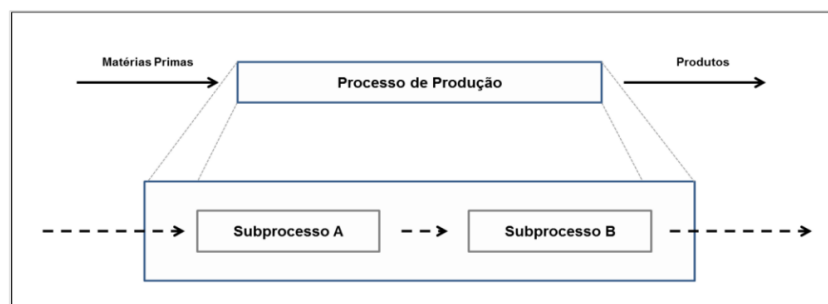 Matérias Primas
Processo de Produção
Produtos
Subprocesso A
Subprocesso B